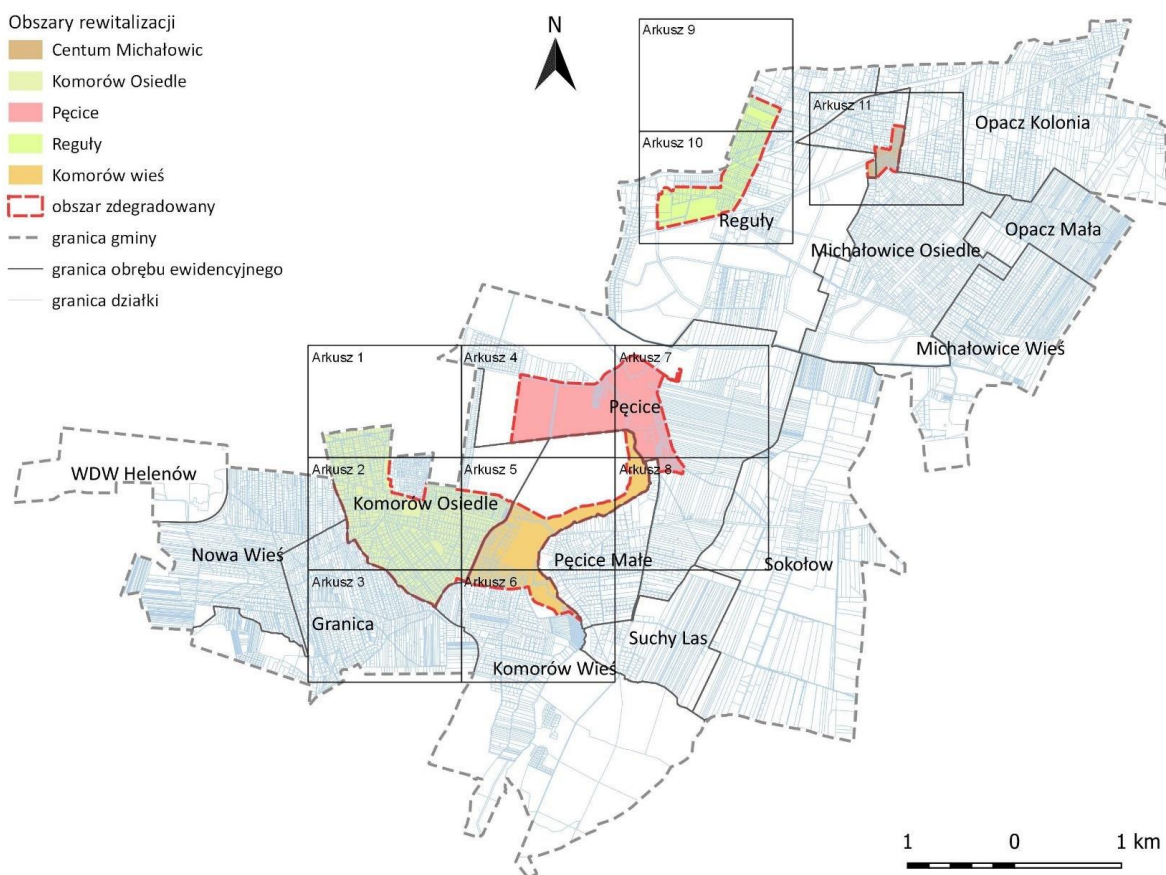 Obszary rewitalizacji
Centum Michałowic
Komorów Osiedle
Pęcice
Reguły
Komorów wieś
obszar zdegradowany
granica gminy
granica obrębu ewidencyjnego
granica działki
N
Arkusz 9
Arkusz 11
Opacz Kolonia
Arkusz 10
Reguły
Opacz Mała
Michałowice Osiedle
Michałowice Wieś
Arkusz 1
Arkusz 4
Arkusz 7
Pęcice
WDW Helenów
Arkusz 2
Arkusz 5
Arkusz 8
Komorów Osiedle
Nowa Wieś
Pęcice Małe
Sokołow
Arkusz 3
Arkusz 6
Granica
Suchy Las
Komorów Wieś
1 0 1 km